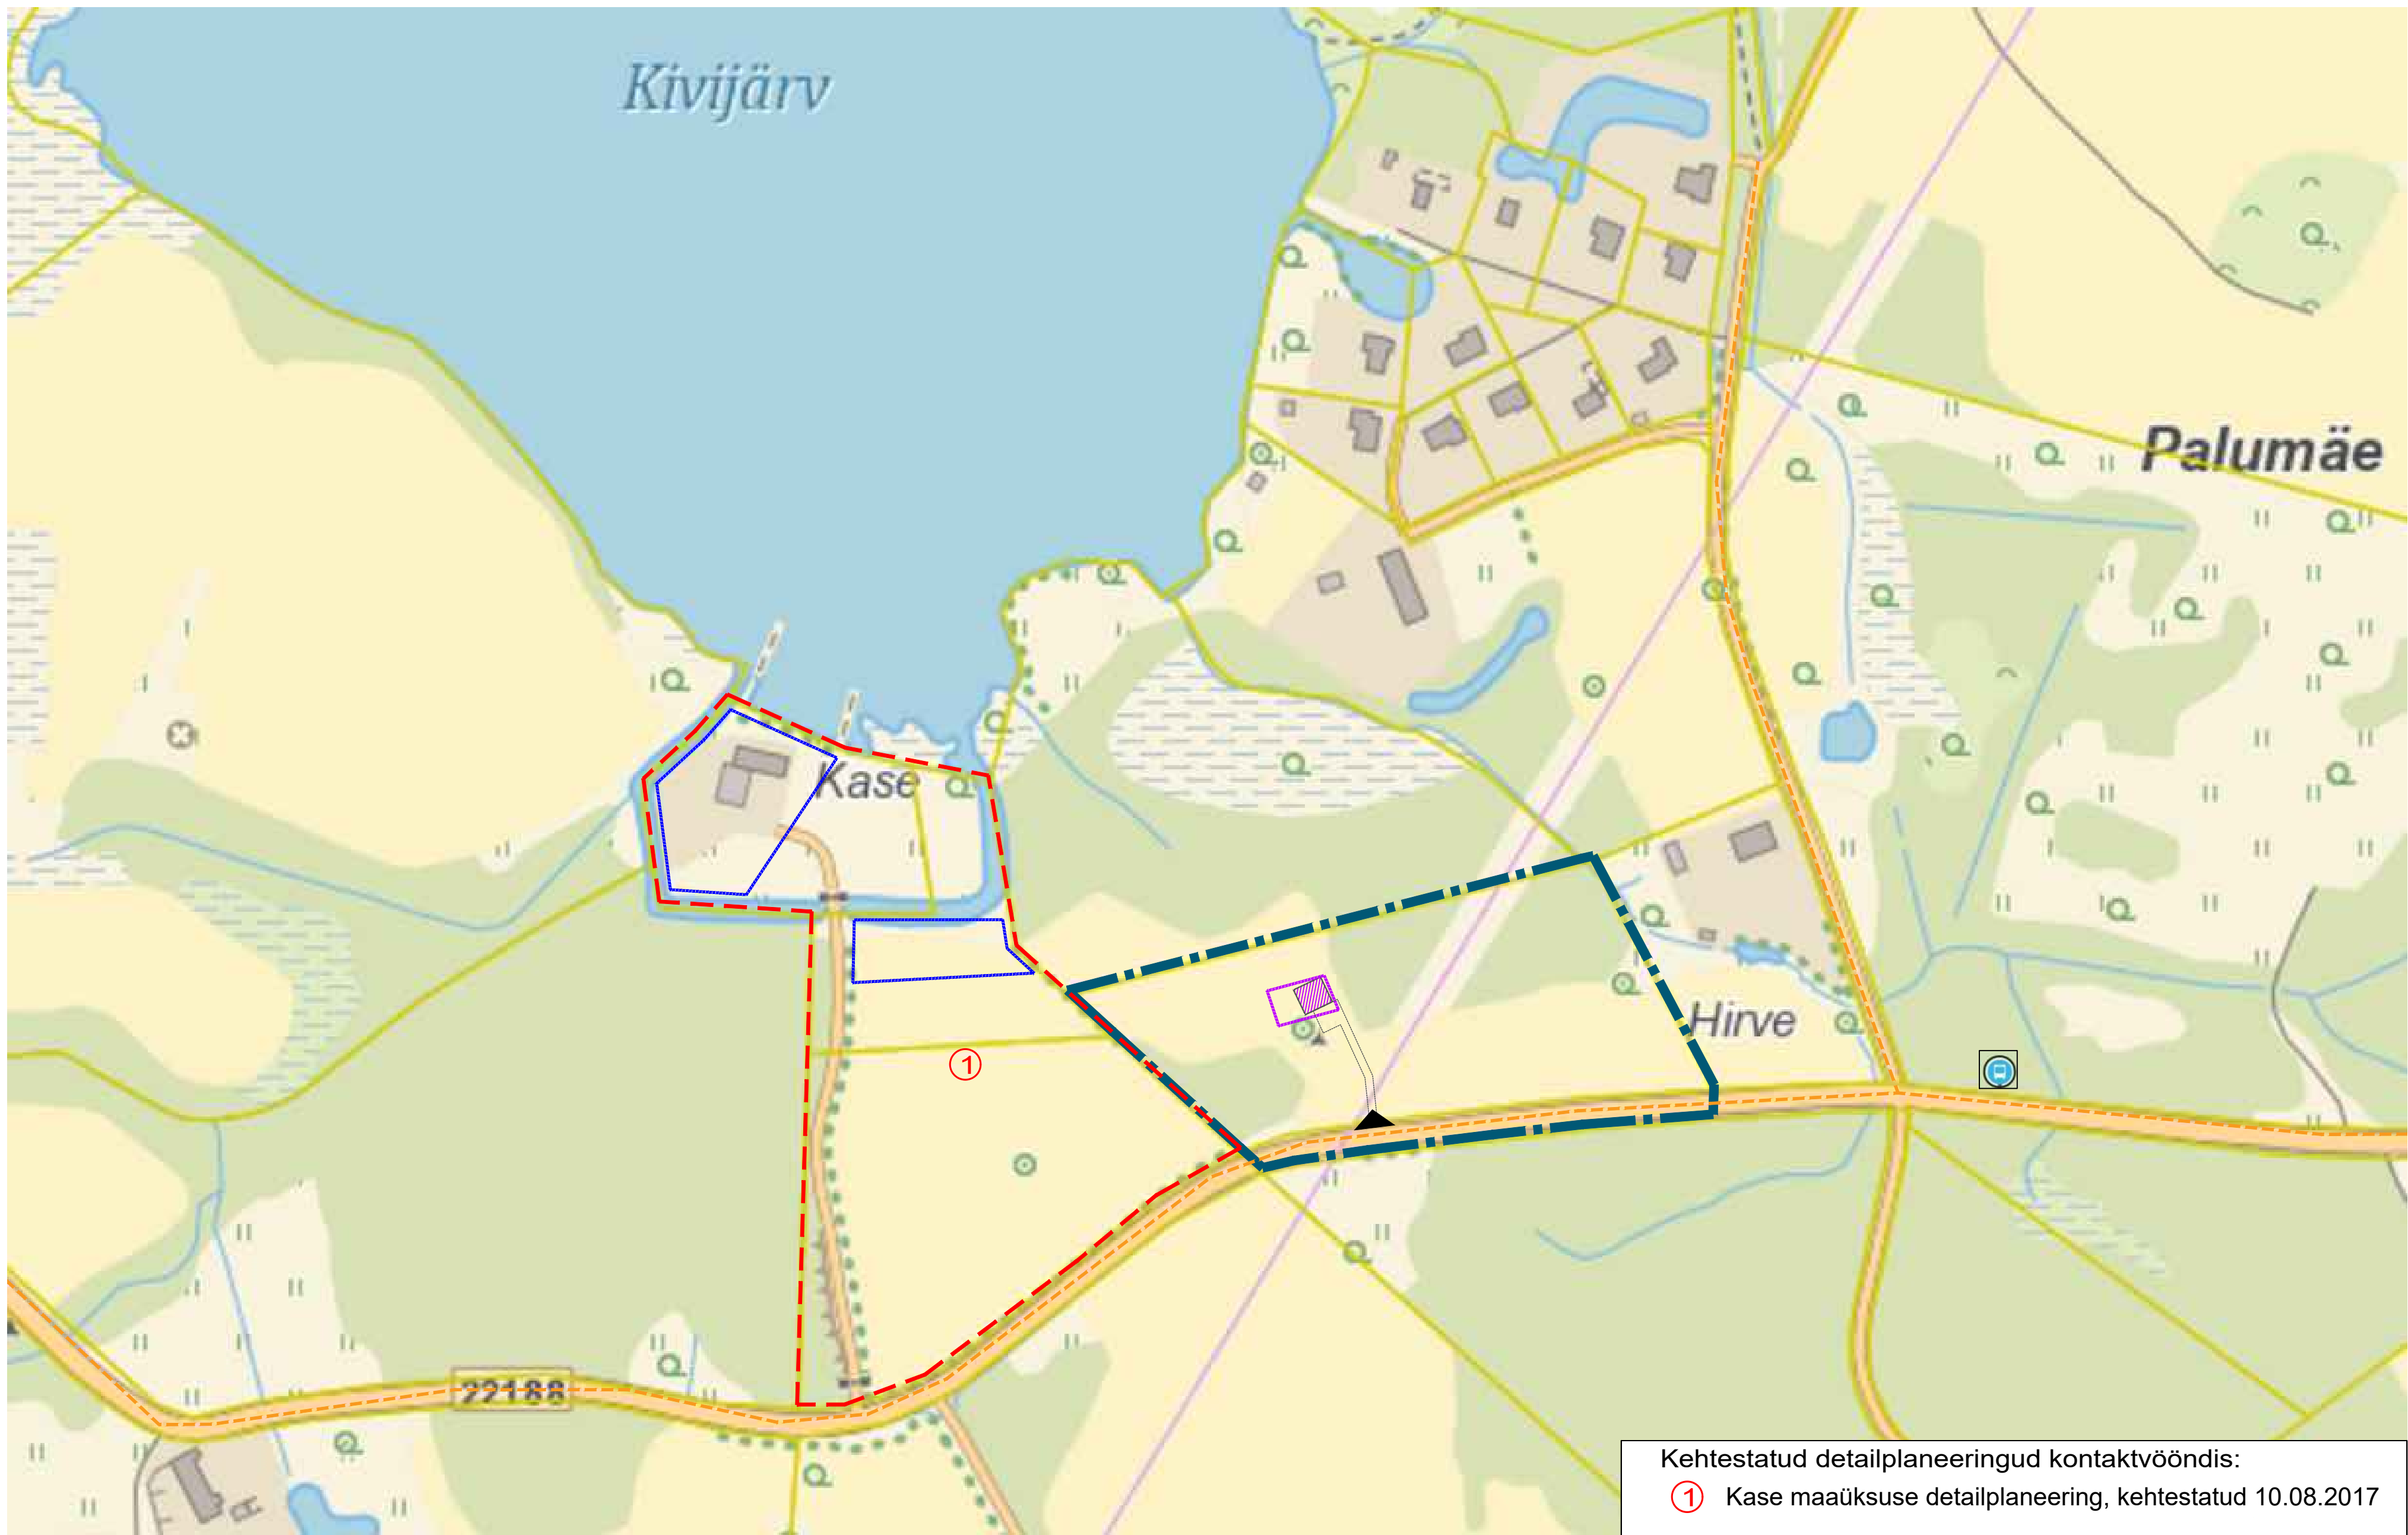 Kivijärv
Palumäe
Kase
Hirve
1
22188
Kehtestatud detailplaneeringud kontaktvööndis:
1 Kase maaüksuse detailplaneering, kehtestatud 10.08.2017